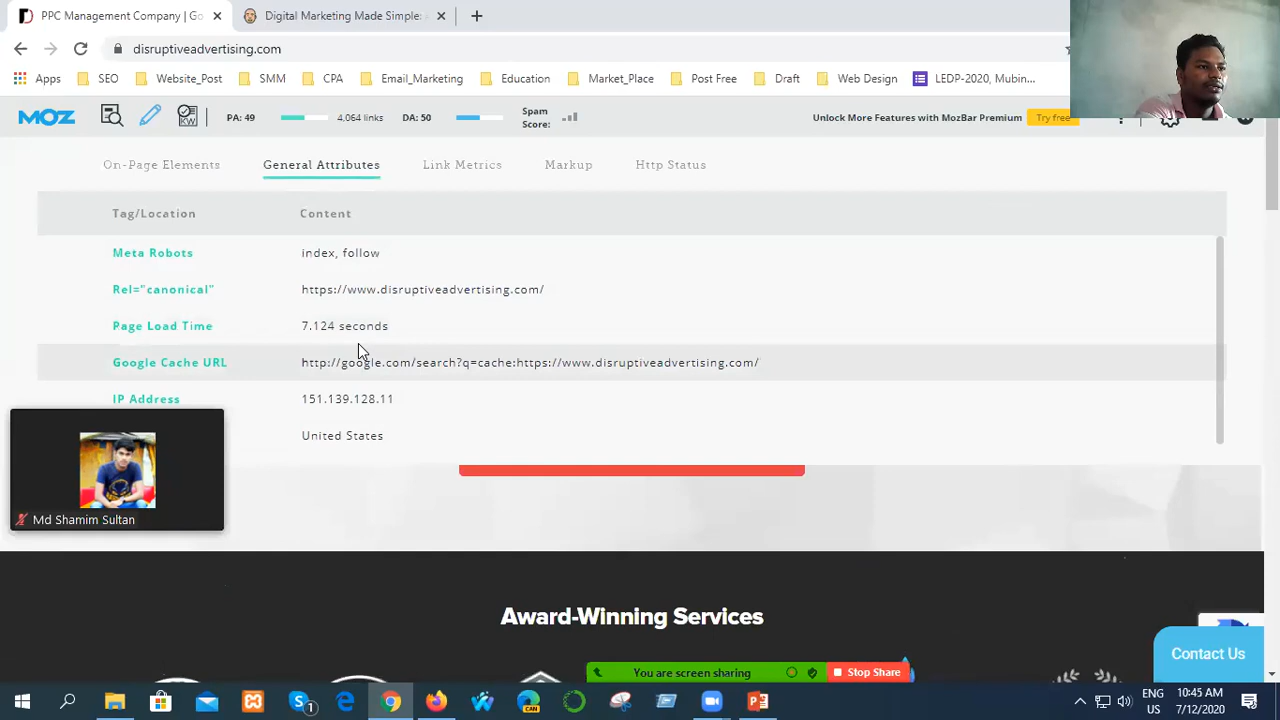 PPC Management Company | Go
Digital Marketing Made Simple:
disruptiveadvertising.com
Apps SEO Website_Post SMM CPA Email_Marketing Education Market_Place Post Free Draft Web Design LEDP-2020, Mubin...
MOZ KW PA: 49 4,064 links DA: 50 Spam Score: Unlock More Features with MozBar Premium Try free
On-Page Elements General Attributes Link Metrics Markup Http Status
Tag/Location Content
Meta Robots index, follow
Rel="canonical" https://www.disruptiveadvertising.com/
Page Load Time 7.124 seconds
Google Cache URL http://google.com/search?q=cache:https://www.disruptiveadvertising.com/
IP Address 151.139.128.11
United States
Md Shamim Sultan
Award-Winning Services
Contact Us
You are screen sharing Stop Share
ENG 10:45 AM
US 7/12/2020